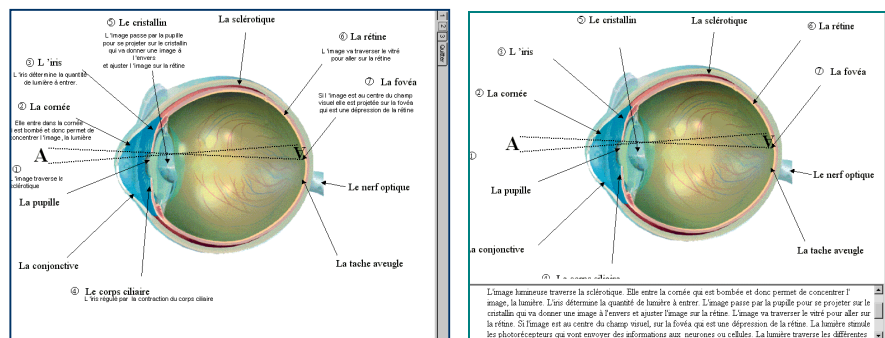 ⑤ Le cristallin
L 'image passe par la pupille
pour se projeter sur le cristallin
qui va donner une image à
l 'envers
et ajuster l 'image sur la rétine
La sclérotique
⑥ La rétine
L 'image va traverser le vitré
pour aller sur la rétine
③ L 'iris
L 'iris détermine la quantité
de lumière à entrer.
⑦ La fovéa
Si l 'image est au centre du champ
visuel elle est projetée sur la fovéa
qui est une dépression de la rétine
② La cornée
Elle entre dans la cornée
i est bombée et donc permet de
concentrer l 'image, la lumière
A
A
①
'image traverse la
sclérotique
La pupille
Le nerf optique
La conjonctive
La tache aveugle
④ Le corps ciliaire
L 'iris régulé par la contraction du corps ciliaire
1
2
3
Quitter
⑤ Le cristallin
La sclérotique
⑥ La rétine
③ L 'iris
⑦ La fovéa
② La cornée
A
A
①
La pupille
Le nerf optique
La conjonctive
La tache aveugle
④ Le corps ciliaire
L'image lumineuse traverse la sclérotique. Elle entre la cornée qui est bombée et donc permet de concentrer l'
image, la lumière. L'iris détermine la quantité de lumière à entrer. L'image passe par la pupille pour se projeter sur le
cristallin qui va donner une image à l'envers et ajuster l'image sur la rétine. L'image va traverser le vitré pour aller sur
la rétine. Si l'image est au centre du champ visuel, sur la fovéa qui est une dépression de la rétine. La lumière stimule
les photorécepteurs qui vont envoyer des informations aux neurones ou cellules. La lumière traverse les différentes